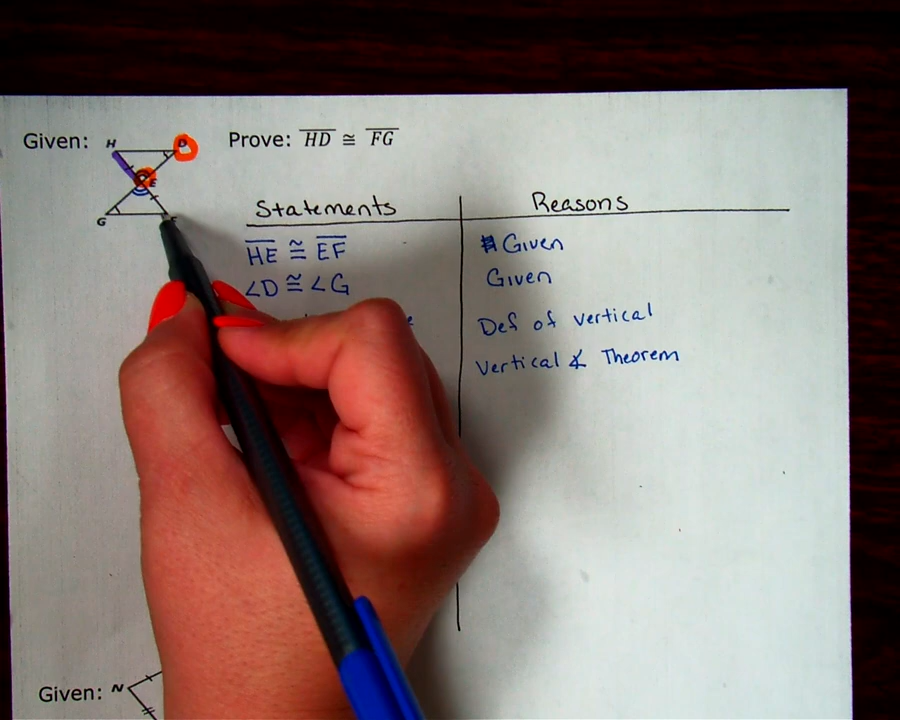 Given: H D Prove: HD ≅ FG
E
G F
Statements Reasons
HE ≅ EF Given
∠D ≅ ∠G Given
Def of vertical
Vertical ∡ Theorem
Given: N